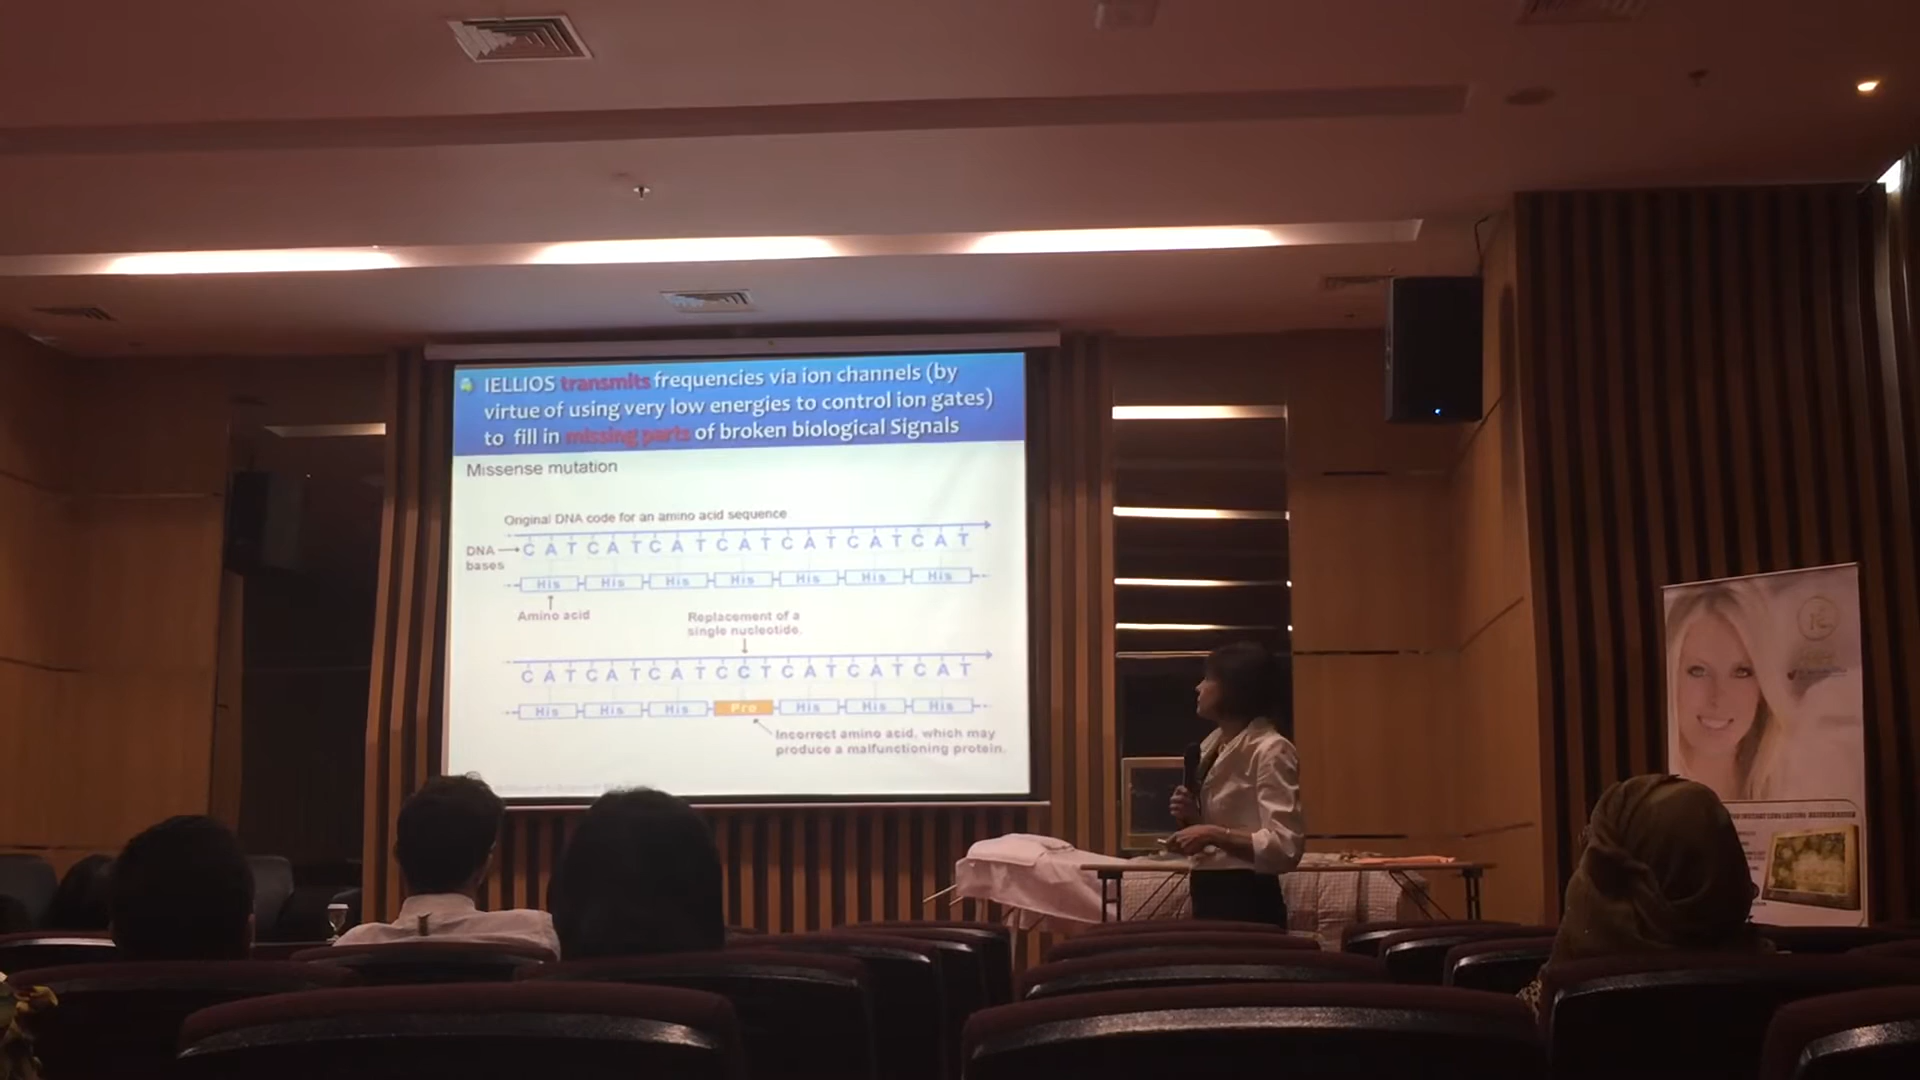 IELLIOS transmits frequencies via ion channels (by
virtue of using very low energies to control ion gates)
to fill in missing parts of broken biological Signals
Missense mutation
Original DNA code for an amino acid sequence.
DNA bases
C A T C A T C A T C A T C A T C A T C A T
His His His His His His His
Amino acid
Replacement of a
single nucleotide.
C A T C A T C A T C C T C A T C A T C A T
His His His Pro His His His
Incorrect amino acid, which may
produce a malfunctioning protein.